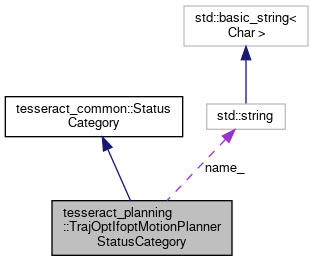 std::basic_string<
Char >
tesseract_common::Status
Category
std::string
name_
tesseract_planning
::TrajOptIfoptMotionPlanner
StatusCategory